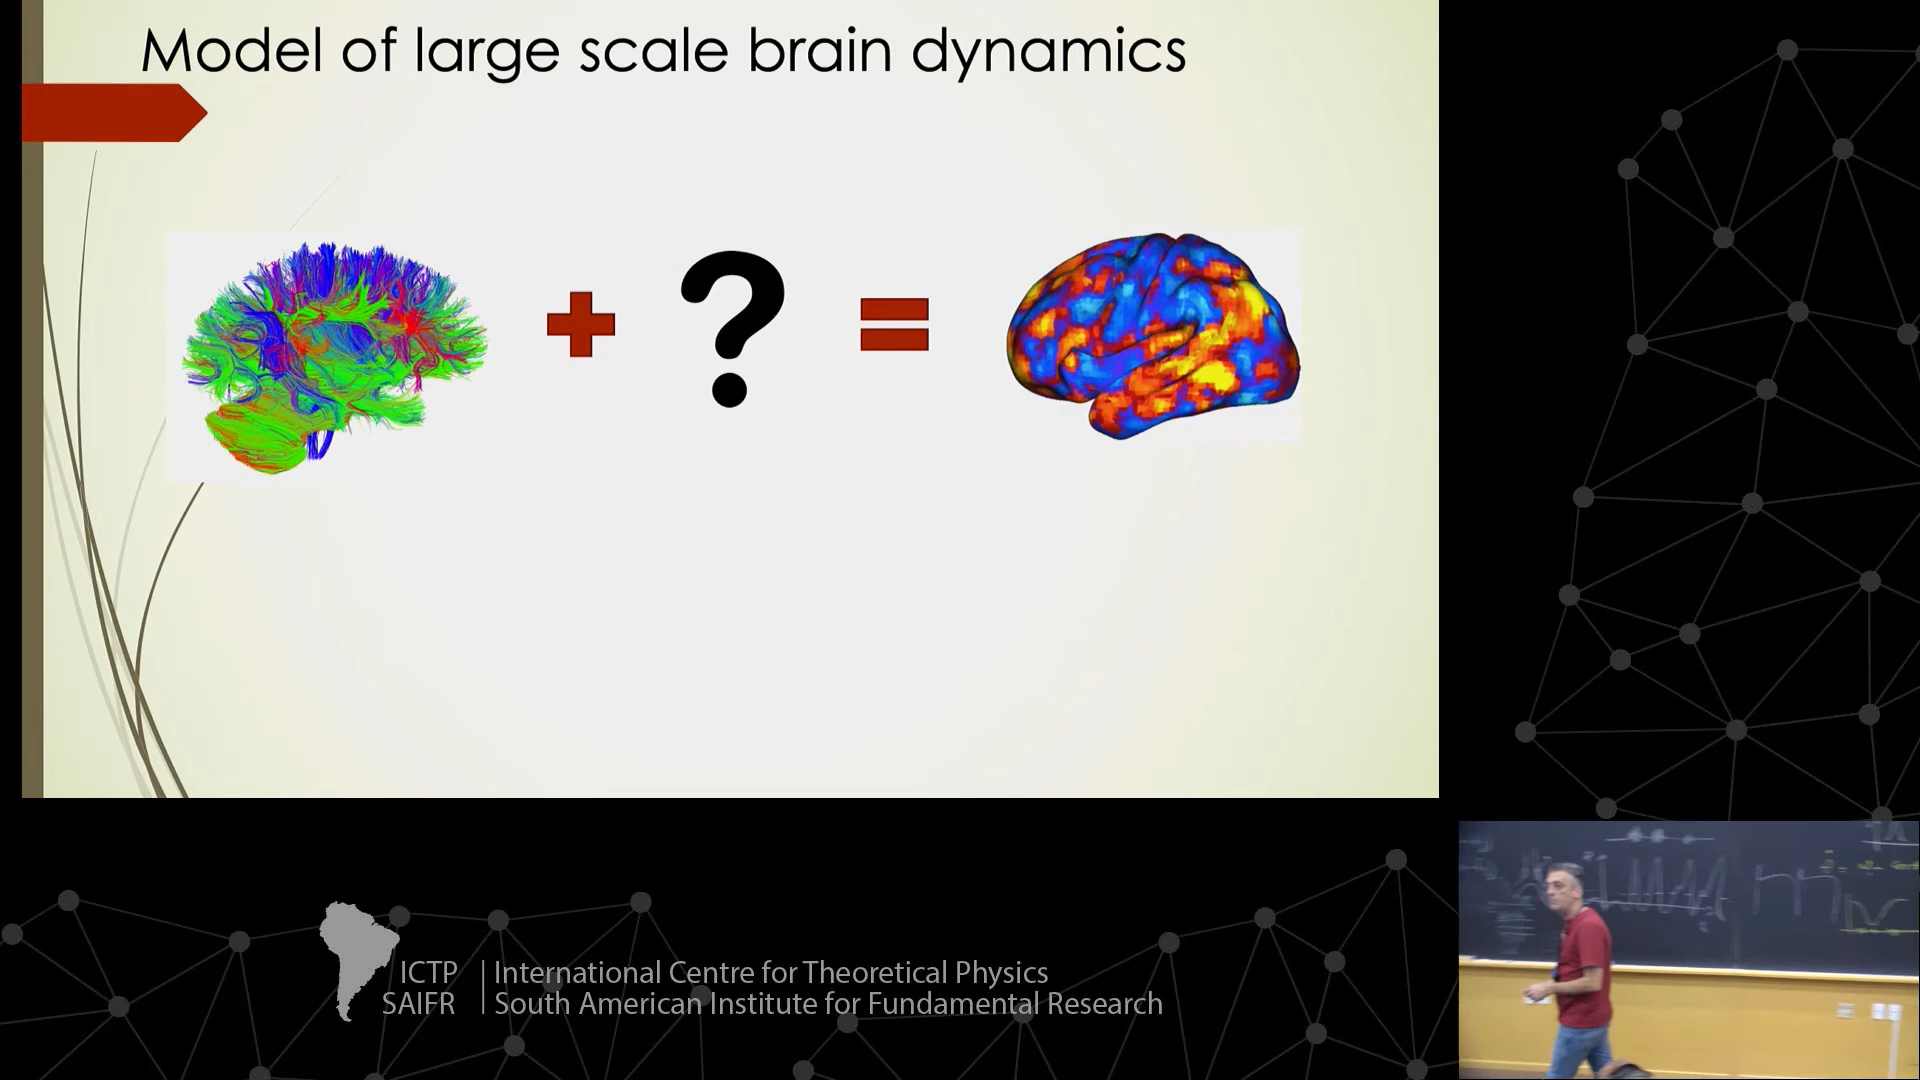 Model of large scale brain dynamics
+ ? =
ICTP | International Centre for Theoretical Physics
SAIFR | South American Institute for Fundamental Research